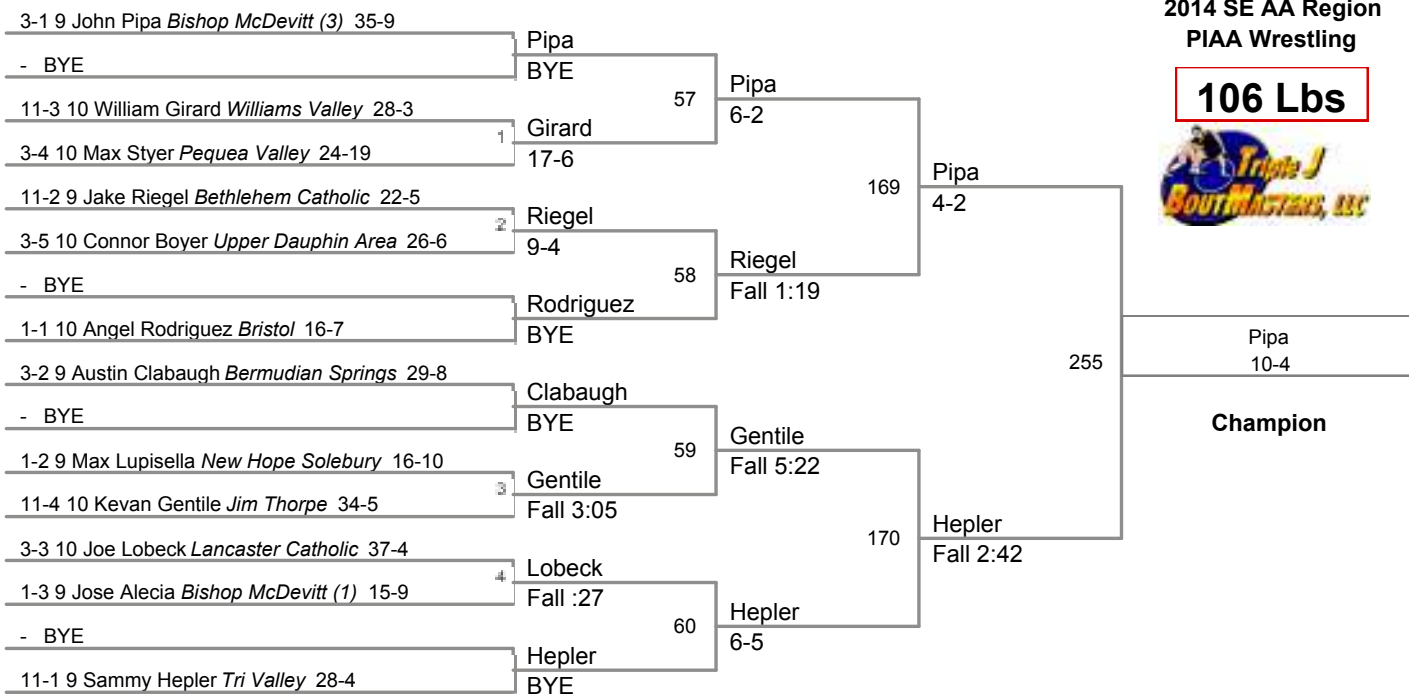 2014 SE AA Region
PIAA Wrestling
106 Lbs
Triple J
BOUTMASTERS, LLC
3-1 9 John Pipa Bishop McDevitt (3) 35-9
- BYE
11-3 10 William Girard Williams Valley 28-3
3-4 10 Max Styer Pequea Valley 24-19
11-2 9 Jake Riegel Bethlehem Catholic 22-5
3-5 10 Connor Boyer Upper Dauphin Area 26-6
- BYE
1-1 10 Angel Rodriguez Bristol 16-7
3-2 9 Austin Clabaugh Bermudian Springs 29-8
- BYE
1-2 9 Max Lupisella New Hope Solebury 16-10
11-4 10 Kevan Gentile Jim Thorpe 34-5
3-3 10 Joe Lobeck Lancaster Catholic 37-4
1-3 9 Jose Alecia Bishop McDevitt (1) 15-9
- BYE
11-1 9 Sammy Hepler Tri Valley 28-4
Pipa
BYE
1
Girard
17-6
2
Riegel
9-4
Rodriguez
BYE
Clabaugh
BYE
3
Gentile
Fall 3:05
4
Lobeck
Fall :27
Hepler
BYE
57
Pipa
6-2
58
Riegel
Fall 1:19
59
Gentile
Fall 5:22
60
Hepler
6-5
169
Pipa
4-2
170
Hepler
Fall 2:42
255
Pipa
10-4
Champion